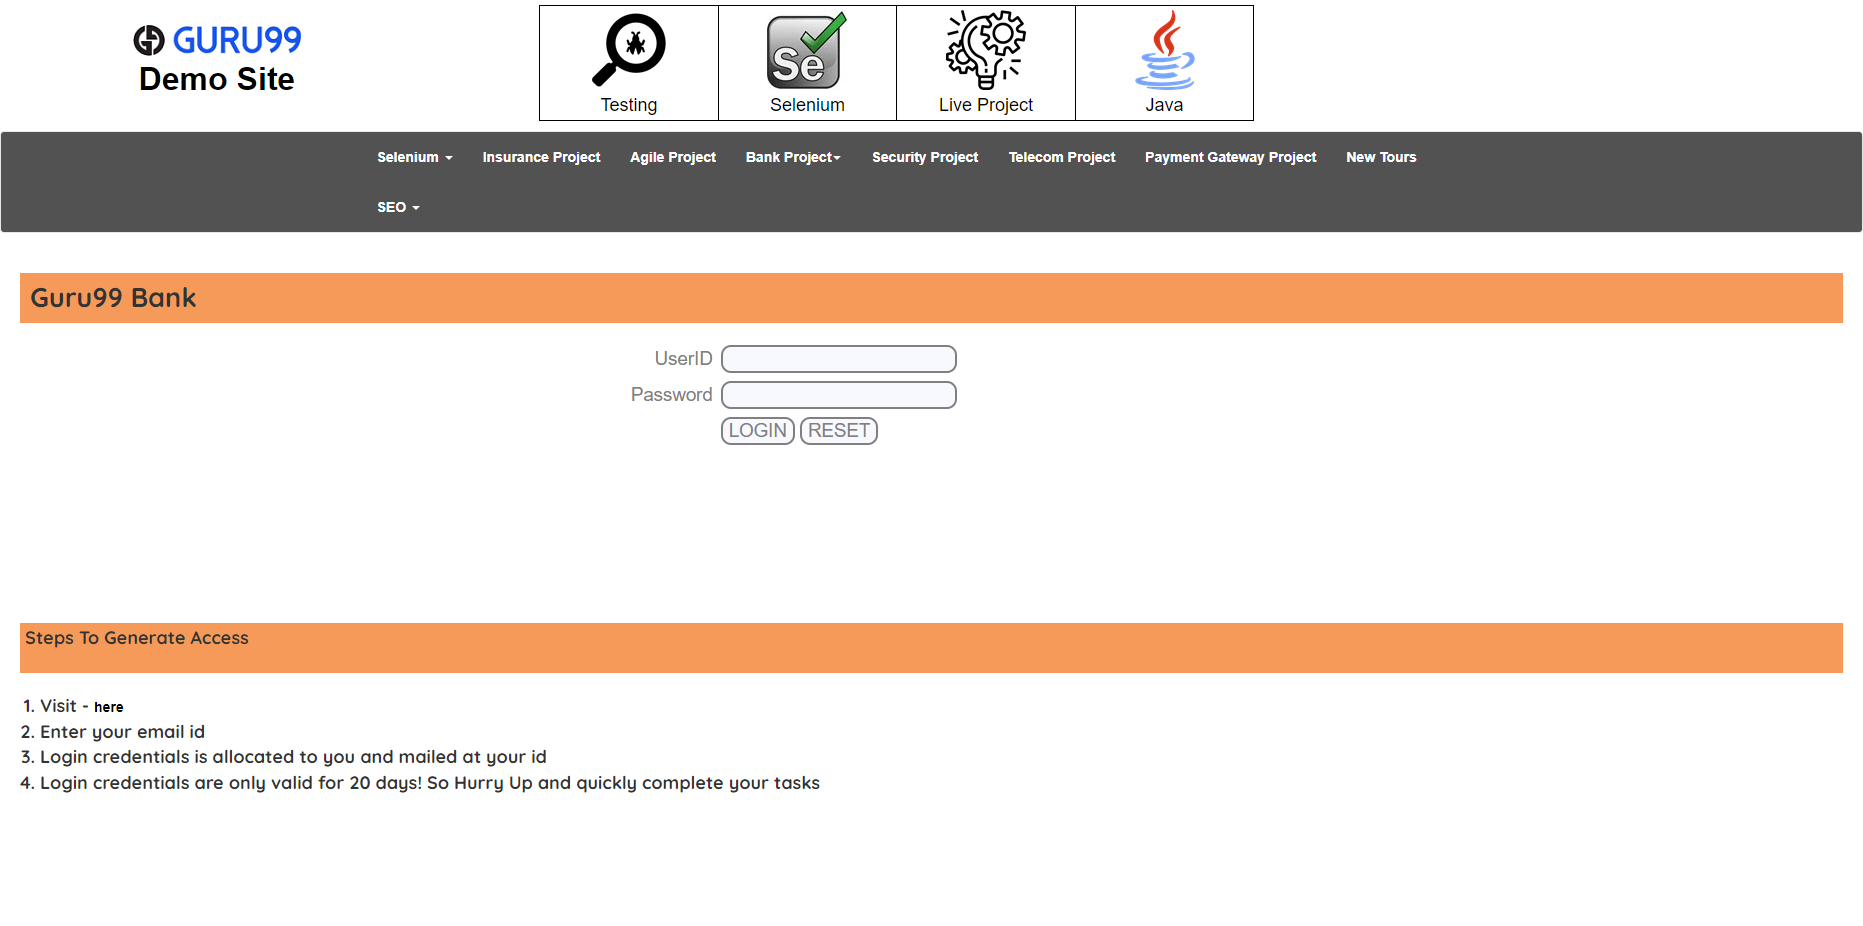 GURU99
Demo Site
Testing
Se
Selenium
Live Project
Java
Selenium
Insurance Project
Agile Project
Bank Project
Security Project
Telecom Project
Payment Gateway Project
New Tours
SEO
Guru99 Bank
UserID
Password
LOGIN
RESET
Steps To Generate Access
1. Visit - here
2. Enter your email id
3. Login credentials is allocated to you and mailed at your id
4. Login credentials are only valid for 20 days! So Hurry Up and quickly complete your tasks